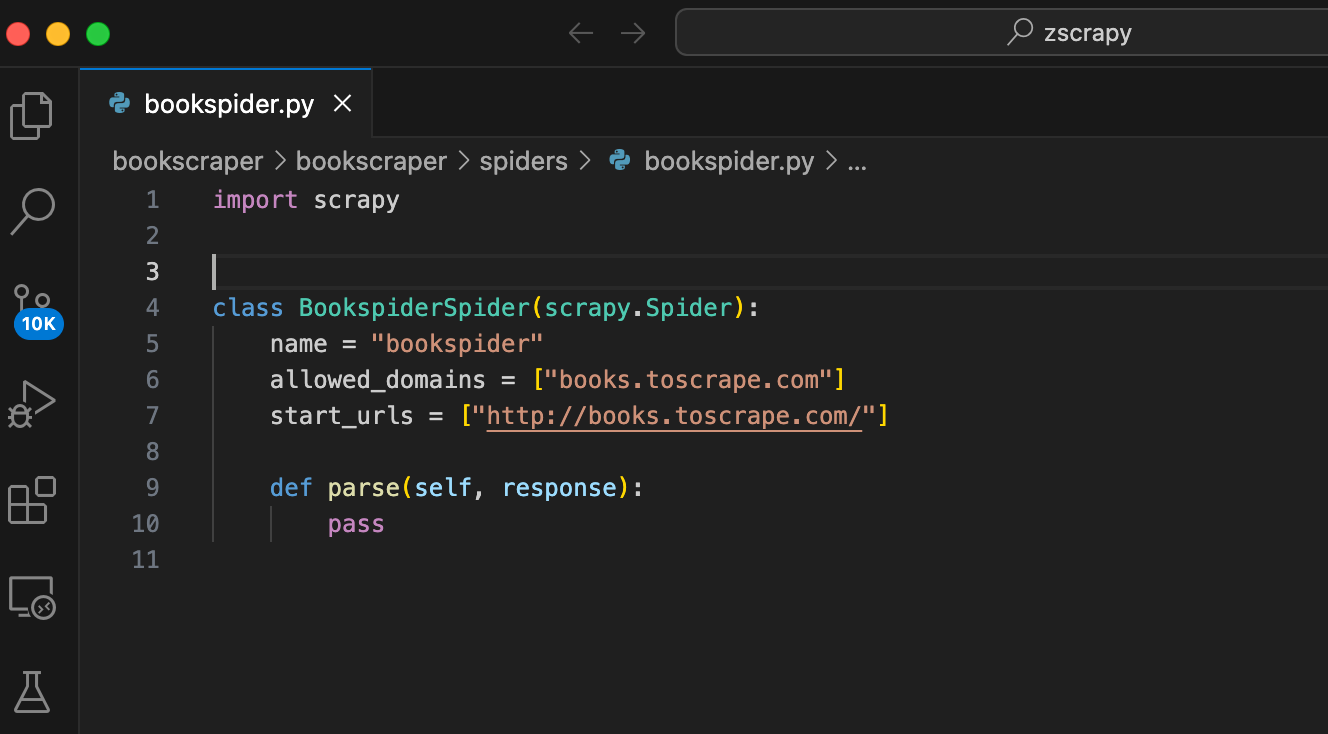 zscrapy
bookspider.py
bookscraper > bookscraper > spiders > bookspider.py > ...
1 import scrapy
2
3
10K
4 class BookspiderSpider(scrapy.Spider):
5     name = "bookspider"
6     allowed_domains = ["books.toscrape.com"]
7     start_urls = ["http://books.toscrape.com/"]
8
9     def parse(self, response):
10         pass
11